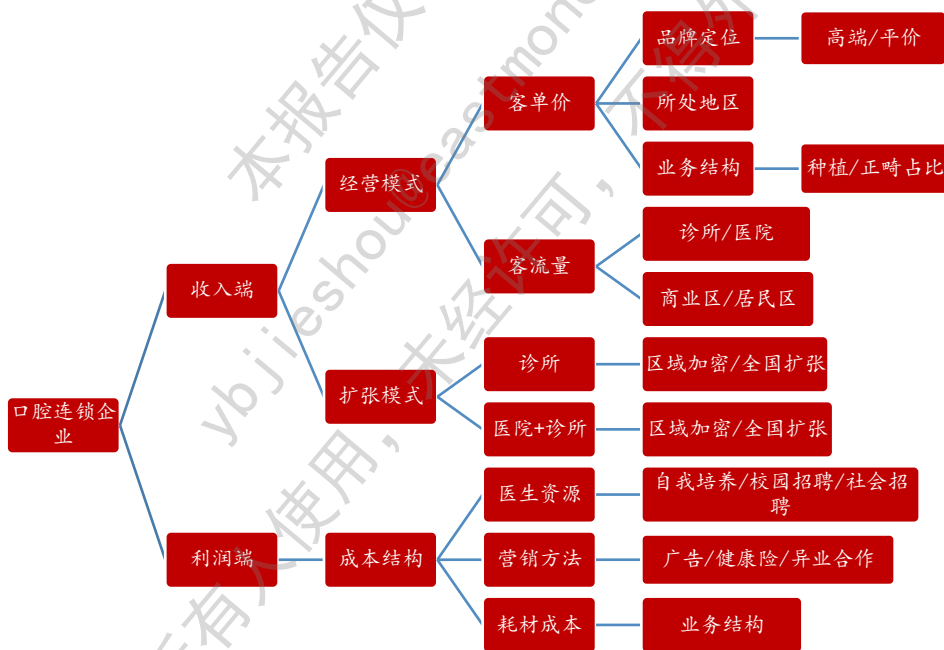 品牌定位
高端/平价
客单价
所处地区
业务结构
种植/正畸占比
经营模式
客流量
诊所/医院
商业区/居民区
收入端
扩张模式
诊所
区域加密/全国扩张
医院+诊所
区域加密/全国扩张
口腔连锁企
业
利润端
成本结构
医生资源
自我培养/校园招聘/社会招
聘
营销方法
广告/健康险/异业合作
耗材成本
业务结构
本报告仅
ybjieshou@eastmon
有人使用，未经许可，不得外